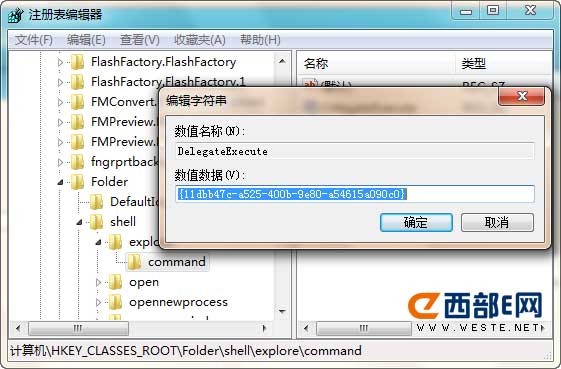 注册表编辑器
文件(F) 编辑(E) 查看(V) 收藏夹(A) 帮助(H)
FlashFactory.FlashFactory
FlashFactory.FlashFactory.1
FMConvert.
FMPreview.
FMPreview.
fngrprtback
Folder
DefaultIc
shell
explo
command
open
opennewprocess
名称 类型
(默认) REG_SZ
编辑字符串
数值名称(N):
DelegateExecute
数值数据(V):
{11dbb47c-a525-400b-9e80-a54615a090c0}
确定 取消
e西部E网
WWW.WESTE.NET
计算机\HKEY_CLASSES_ROOT\Folder\shell\explore\command